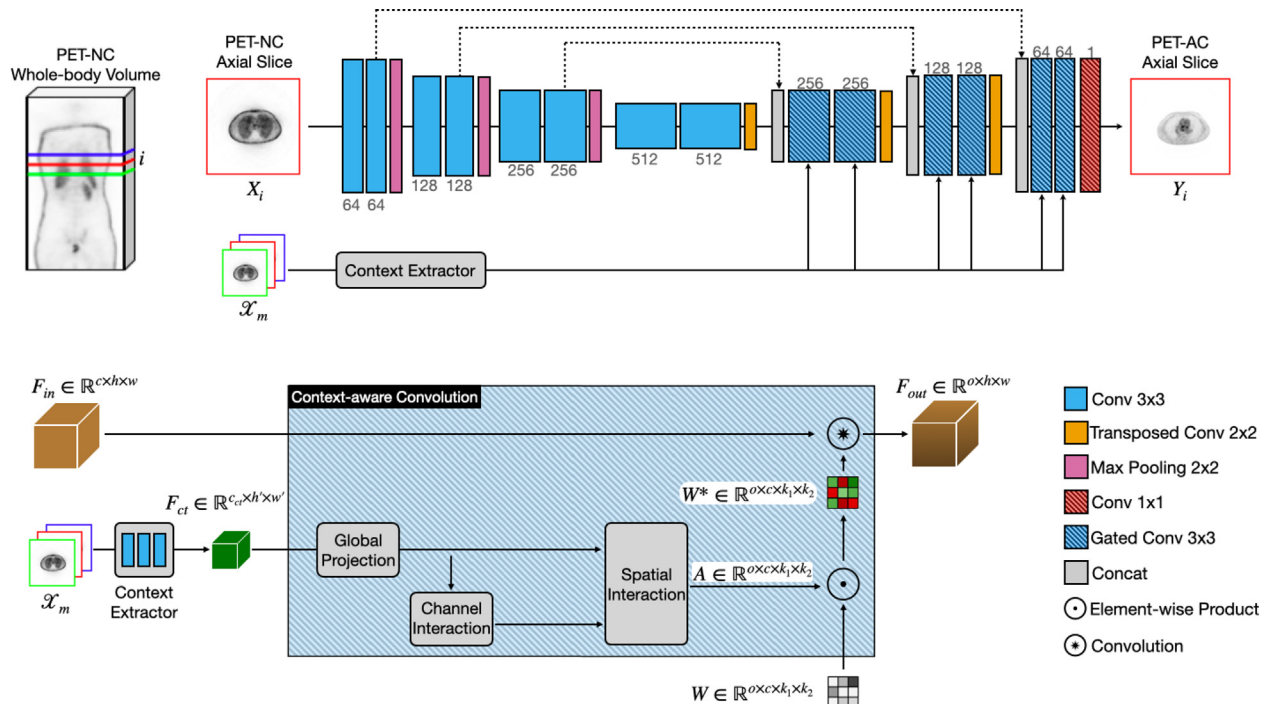 PET-NC
Whole-body Volume
i
PET-NC
Axial Slice
X_i
64 64
128 128
256 256
512 512
256 256
128 128
64 64 1
PET-AC
Axial Slice
Y_i
𝒳_m
Context Extractor
F_in ∈ ℝ^{c×h×w}
Context-aware Convolution
F_out ∈ ℝ^{o×h×w}
F_ct ∈ ℝ^{c_ct×h′×w′}
𝒳_m
Context
Extractor
Global
Projection
Channel
Interaction
Spatial
Interaction
W* ∈ ℝ^{o×c×k_1×k_2}
A ∈ ℝ^{o×c×k_1×k_2}
W ∈ ℝ^{o×c×k_1×k_2}
Conv 3x3
Transposed Conv 2x2
Max Pooling 2x2
Conv 1x1
Gated Conv 3x3
Concat
Element-wise Product
Convolution